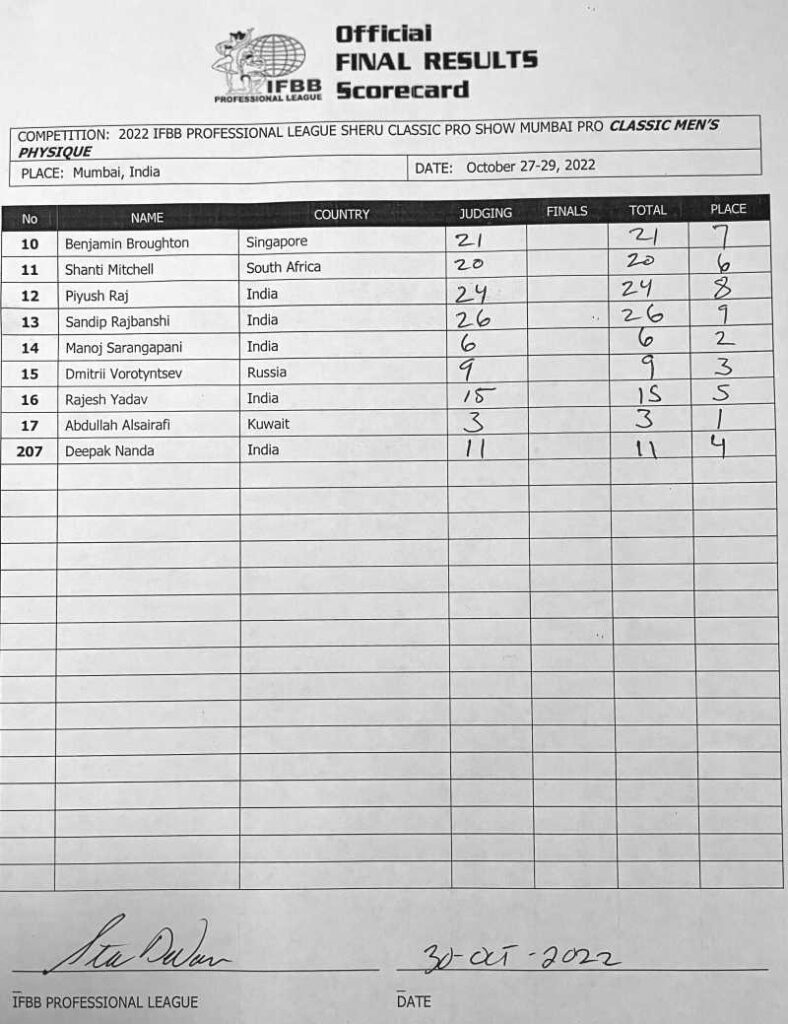 Official
FINAL RESULTS
Scorecard
IFBB
PROFESSIONAL LEAGUE
COMPETITION: 2022 IFBB PROFESSIONAL LEAGUE SHERU CLASSIC PRO SHOW MUMBAI PRO CLASSIC MEN'S
PHYSIQUE
PLACE: Mumbai, India DATE: October 27-29, 2022
No NAME COUNTRY JUDGING FINALS TOTAL PLACE
10 Benjamin Broughton Singapore 21 21 7
11 Shanti Mitchell South Africa 20 20 6
12 Piyush Raj India 24 24 8
13 Sandip Rajbanshi India 26 26 9
14 Manoj Sarangapani India 6 6 2
15 Dmitrii Vorotyntsev Russia 9 9 3
16 Rajesh Yadav India 15 15 5
17 Abdullah Alsairafi Kuwait 3 3 1
207 Deepak Nanda India 11 11 4
30-OCT-2022
IFBB PROFESSIONAL LEAGUE DATE